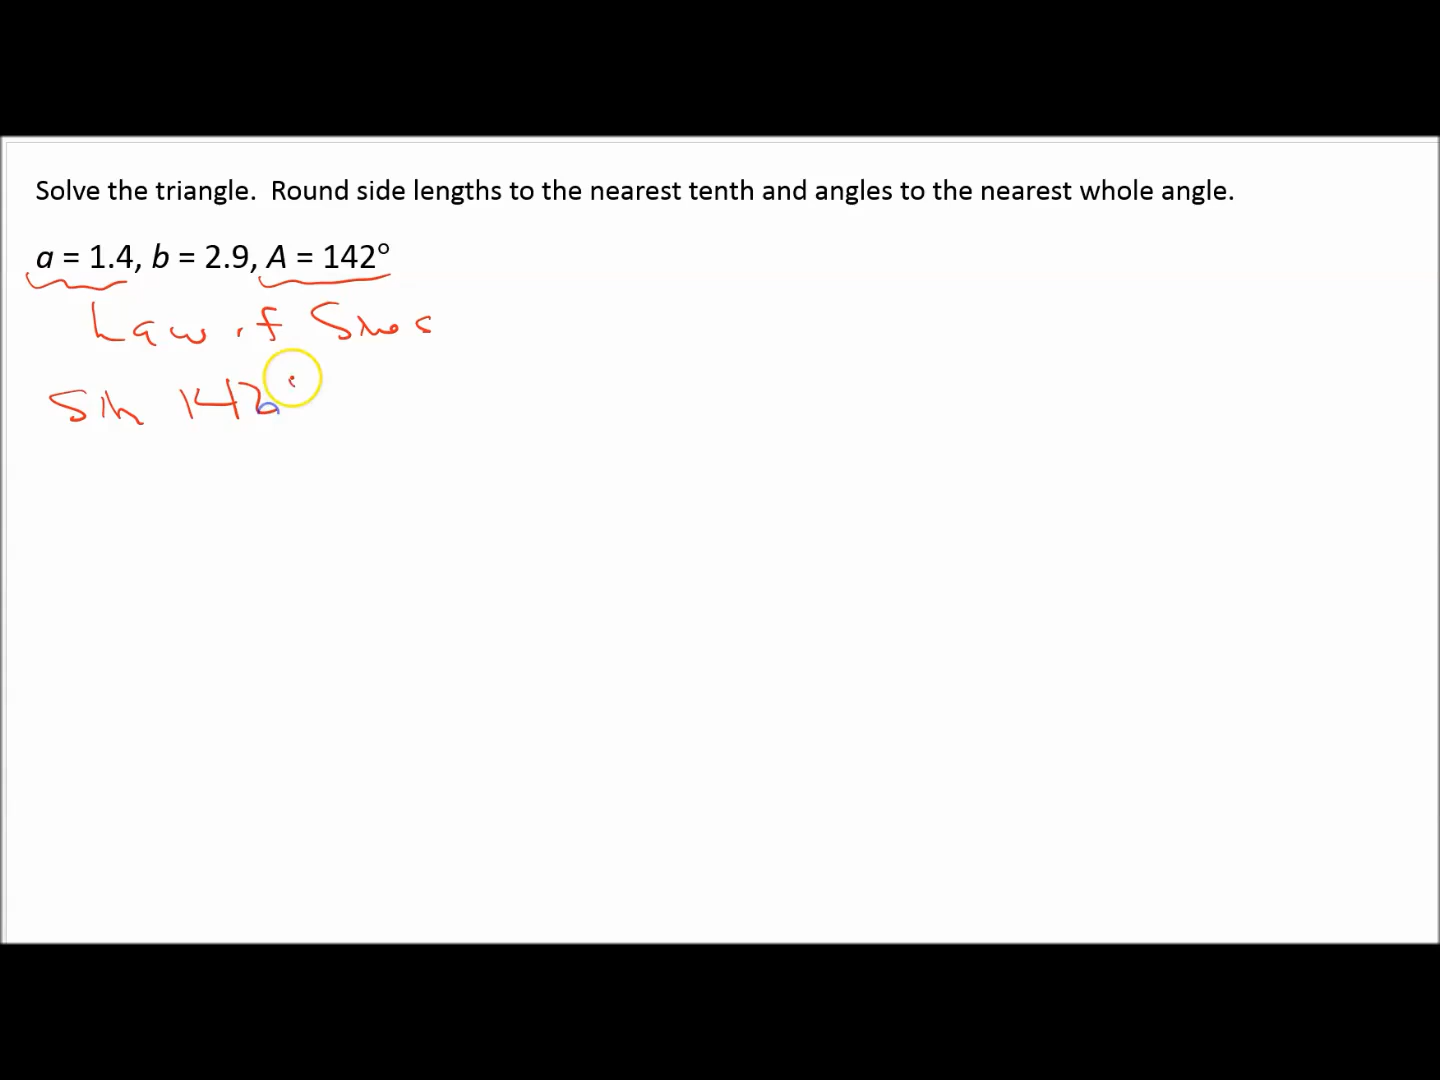 Solve the triangle. Round side lengths to the nearest tenth and angles to the nearest whole angle.
a = 1.4, b = 2.9, A = 142°
Law of Sines
Sin 142°